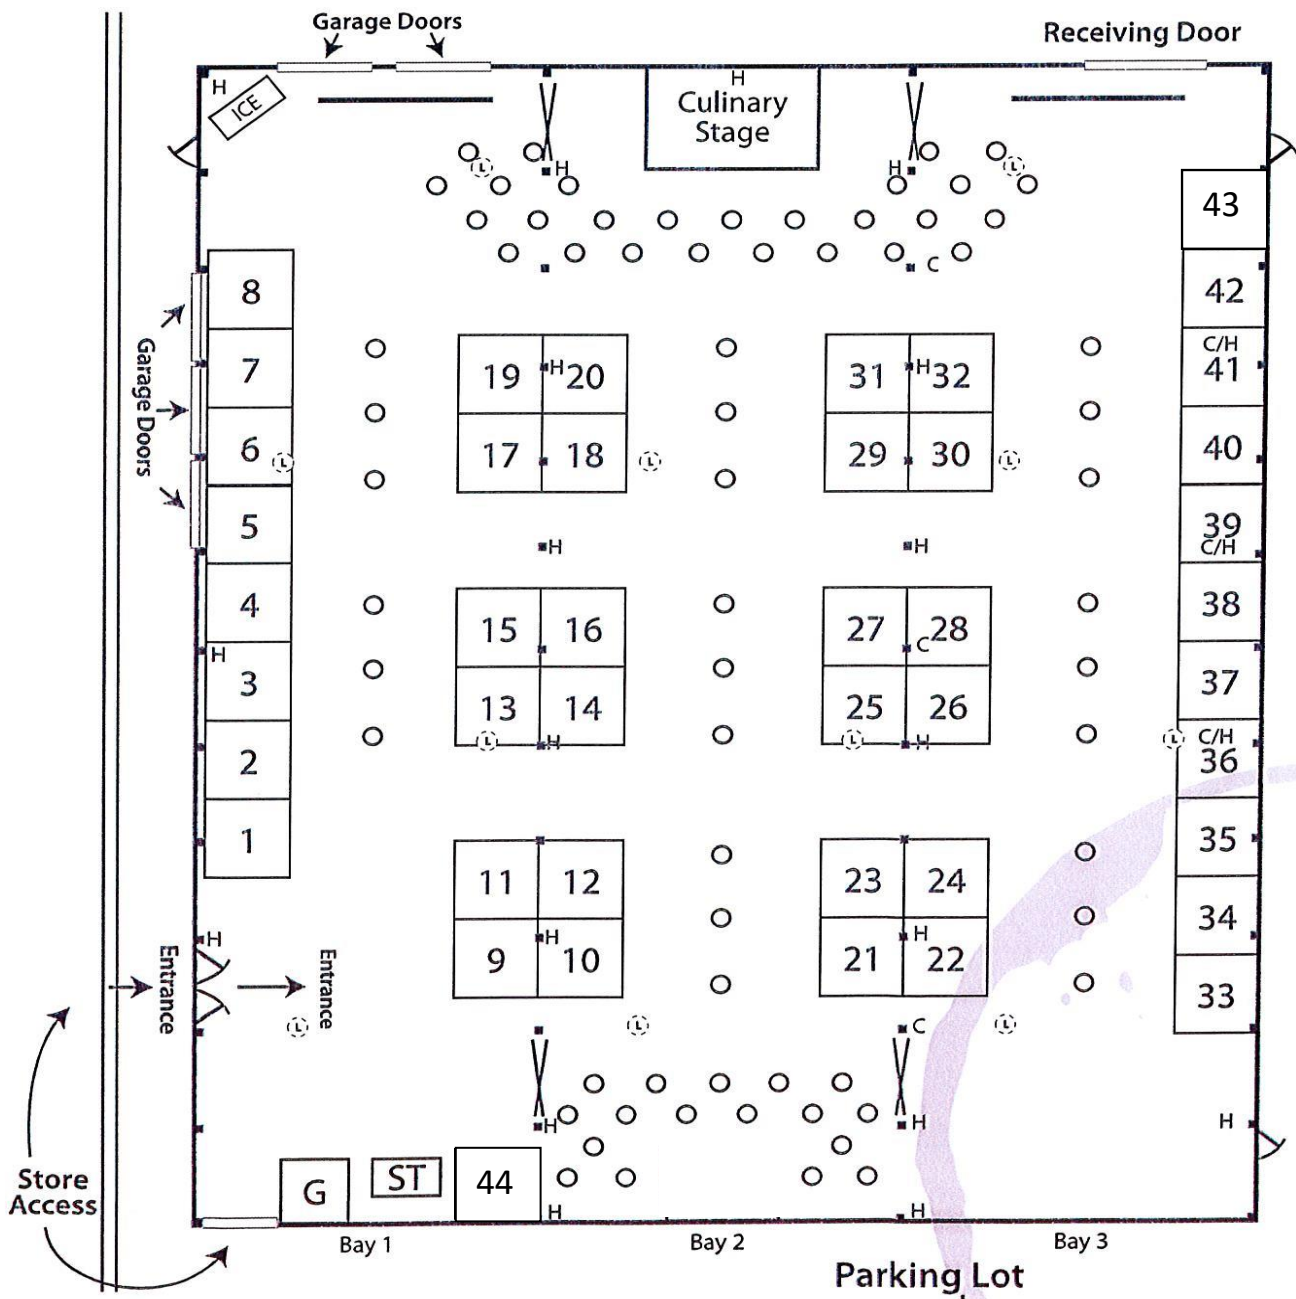 Garage Doors
Receiving Door
H
ICE
H
Culinary
Stage
H
L
H
L
43
C
8
42
Garage Doors
7
19
H
20
31
H
32
C/H
41
6
L
17
18
L
29
30
L
40
5
H
H
39
C/H
4
15
16
27
C
28
38
H
3
13
14
25
26
37
L
H
L
H
L
C/H
36
2
1
11
12
23
24
35
34
H
9
H
10
21
H
22
33
Entrance
Entrance
L
L
C
L
H
H
H
Store
Access
G
ST
44
H
H
Bay 1
Bay 2
Bay 3
Parking Lot